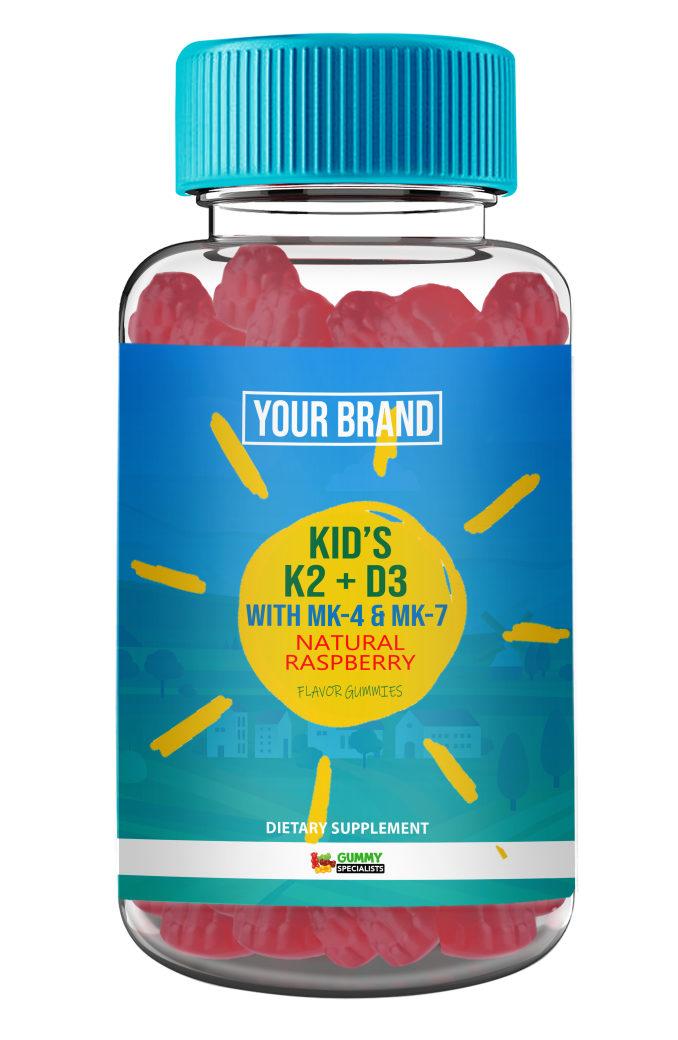 YOUR BRAND
KID'S
K2 + D3
WITH MK-4 & MK-7
NATURAL
RASPBERRY
FLAVOR GUMMIES
DIETARY SUPPLEMENT
GUMMY
SPECIALISTS